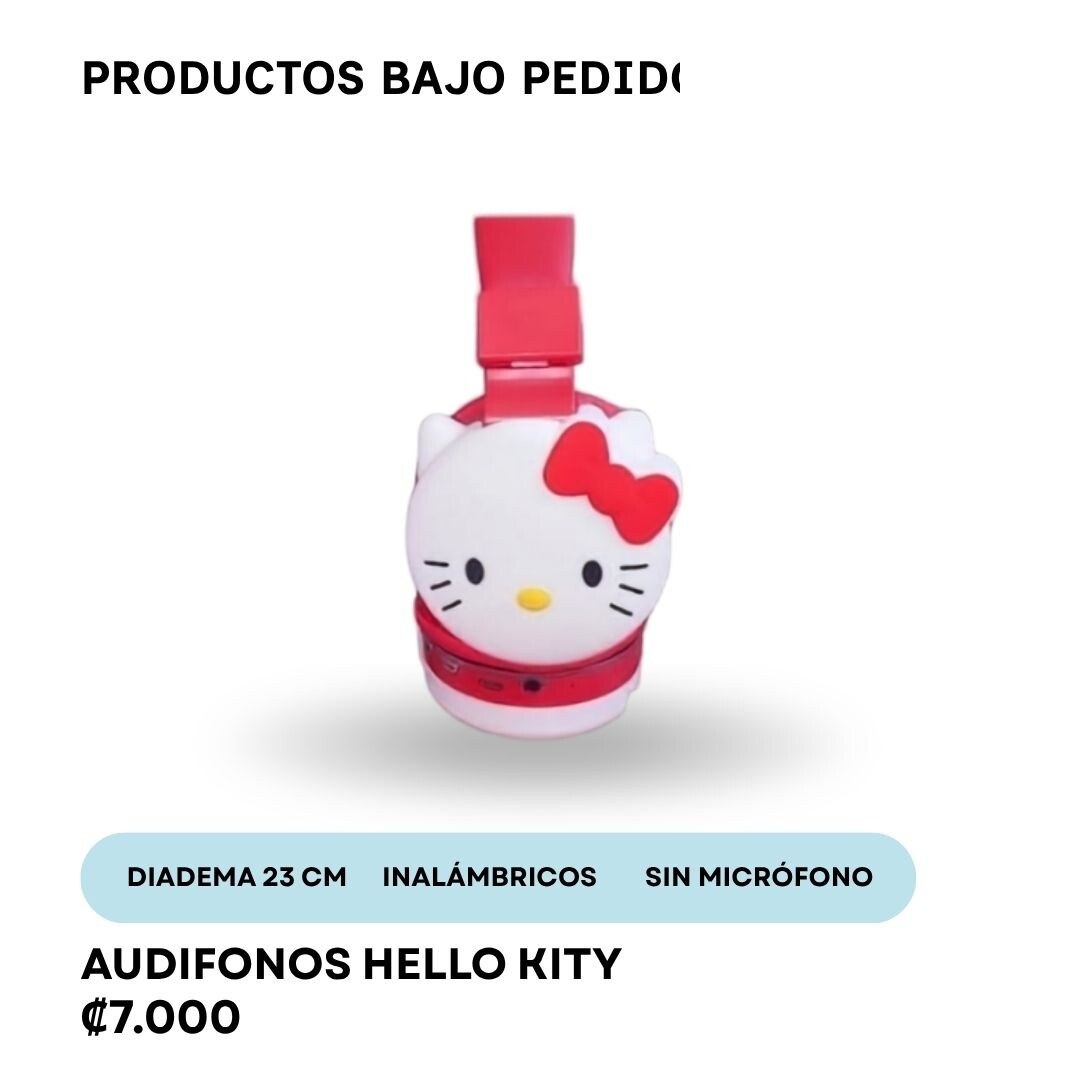 PRODUCTOS BAJO PEDIDO
DIADEMA 23 CM INALÁMBRICOS SIN MICRÓFONO
AUDIFONOS HELLO KITY
₡7.000